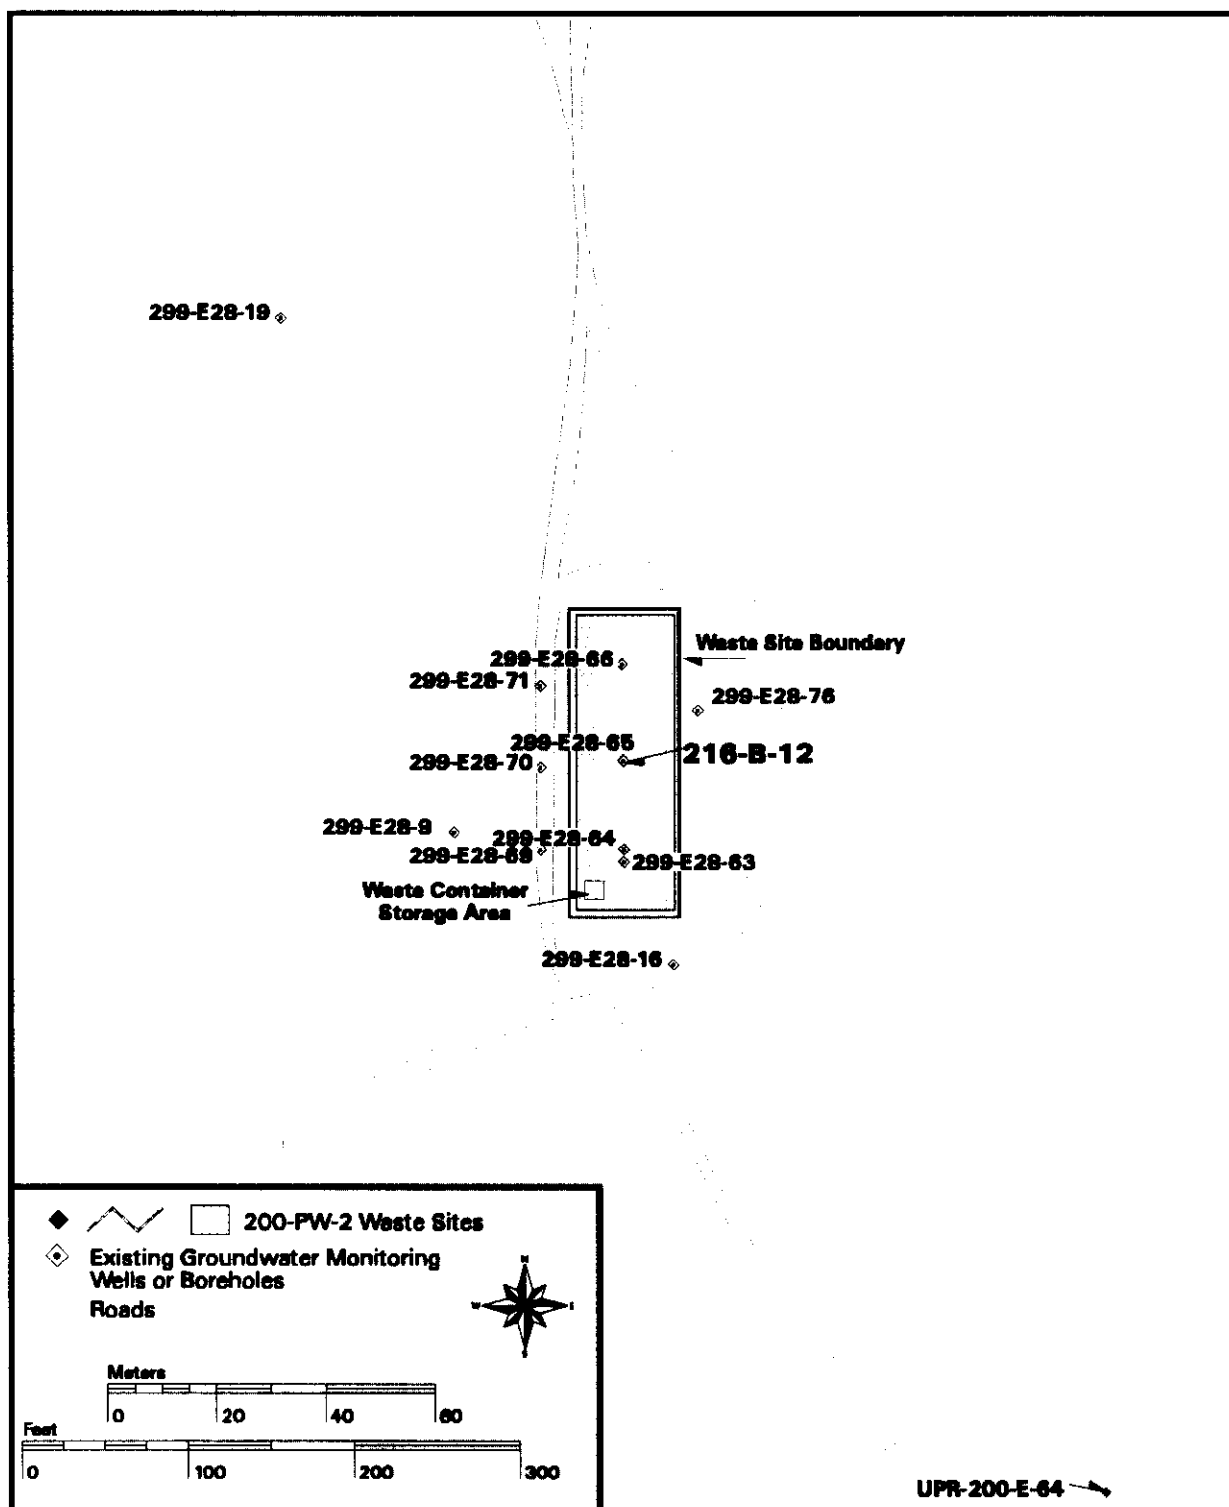 299-E28-19
Waste Site Boundary
299-E28-66
299-E28-71
299-E28-76
299-E28-65
216-B-12
299-E28-70
299-E28-9
299-E28-64
299-E28-69
299-E28-63
Waste Container
Storage Area
299-E28-16
200-PW-2 Waste Sites
Existing Groundwater Monitoring
Wells or Boreholes
Roads
N
W
E
S
Meters
0 20 40 60
Feet
0 100 200 300
UPR-200-E-64